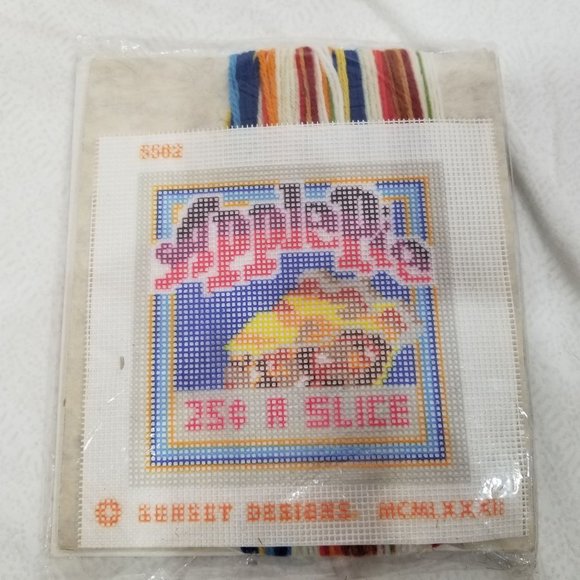 Apple Pie
25¢ A SLICE
SUNSET DESIGNS. MCMLXXXII